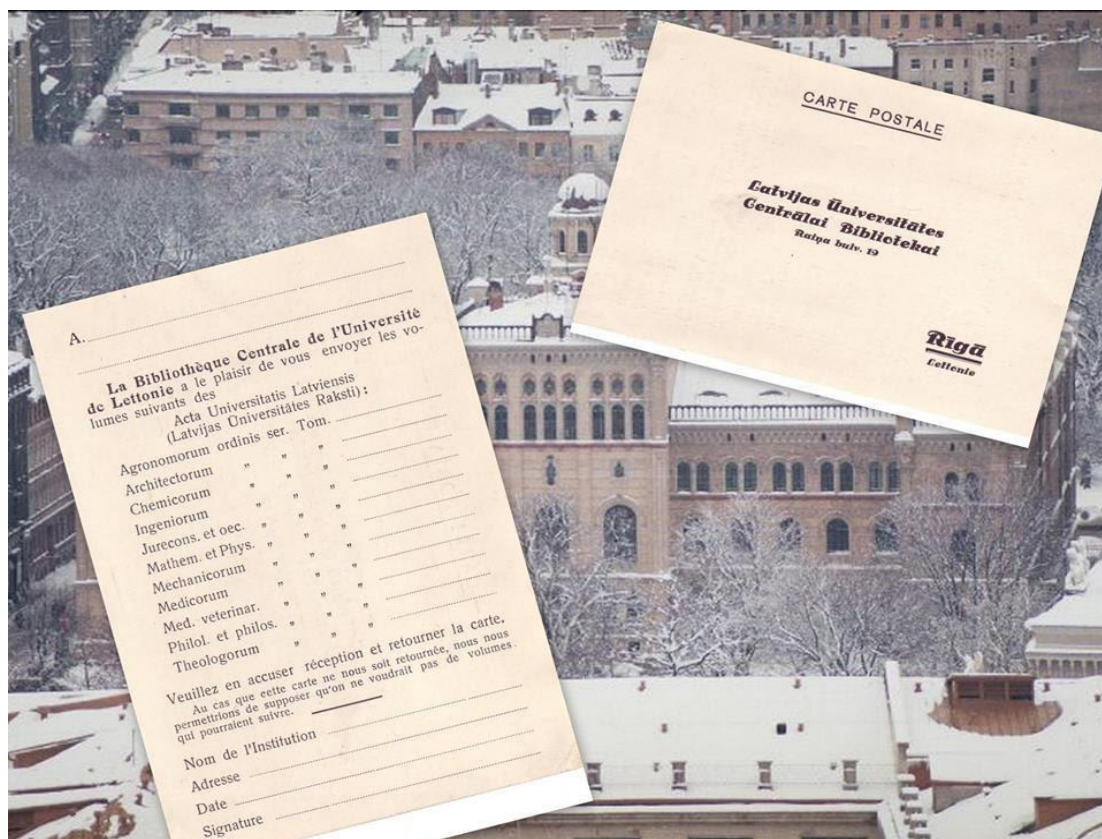 A.
La Bibliothèque Centrale de l'Université
de Lettonie a le plaisir de vous envoyer les vo-
lumes suivants des
Acta Universitatis Latviensis
(Latvijas Universitātes Raksti):
Agronomorum ordinis ser. Tom.
Architectorum " " "
Chemicorum " " "
Ingeniorum " " "
Jurecons. et oec. " " "
Mathem. et Phys. " " "
Mechanicorum " " "
Medicorum " " "
Med. veterinar. " " "
Philol. et philos. " " "
Theologorum " " "
Veuillez en accuser réception et retourner la carte.
Au cas que cette carte ne nous soit retournée, nous nous
permettrions de supposer qu'on ne voudrait pas de volumes
qui pourraient suivre.
Nom de l'Institution
Adresse
Date
Signature
CARTE POSTALE
Latvijas Ūniversitātes
Centrālai Bibliotekai
Raiņa bulv. 19
Rīgā
Lettonie